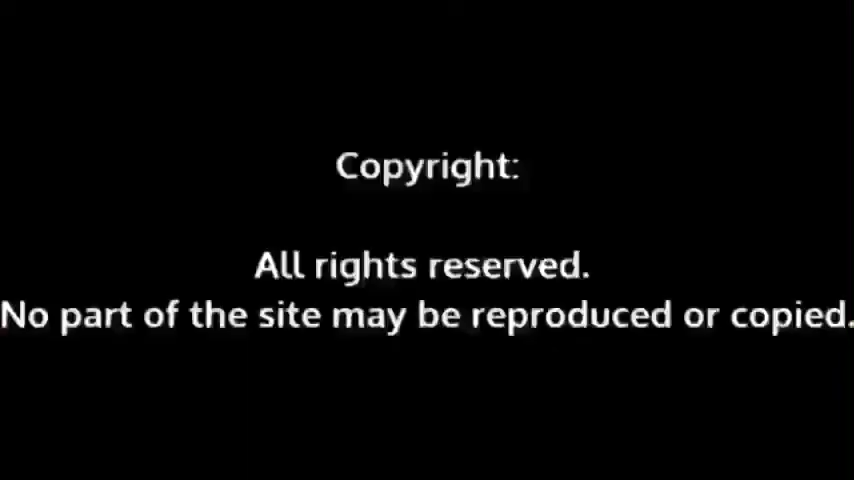 Copyright:
All rights reserved.
No part of the site may be reproduced or copied.